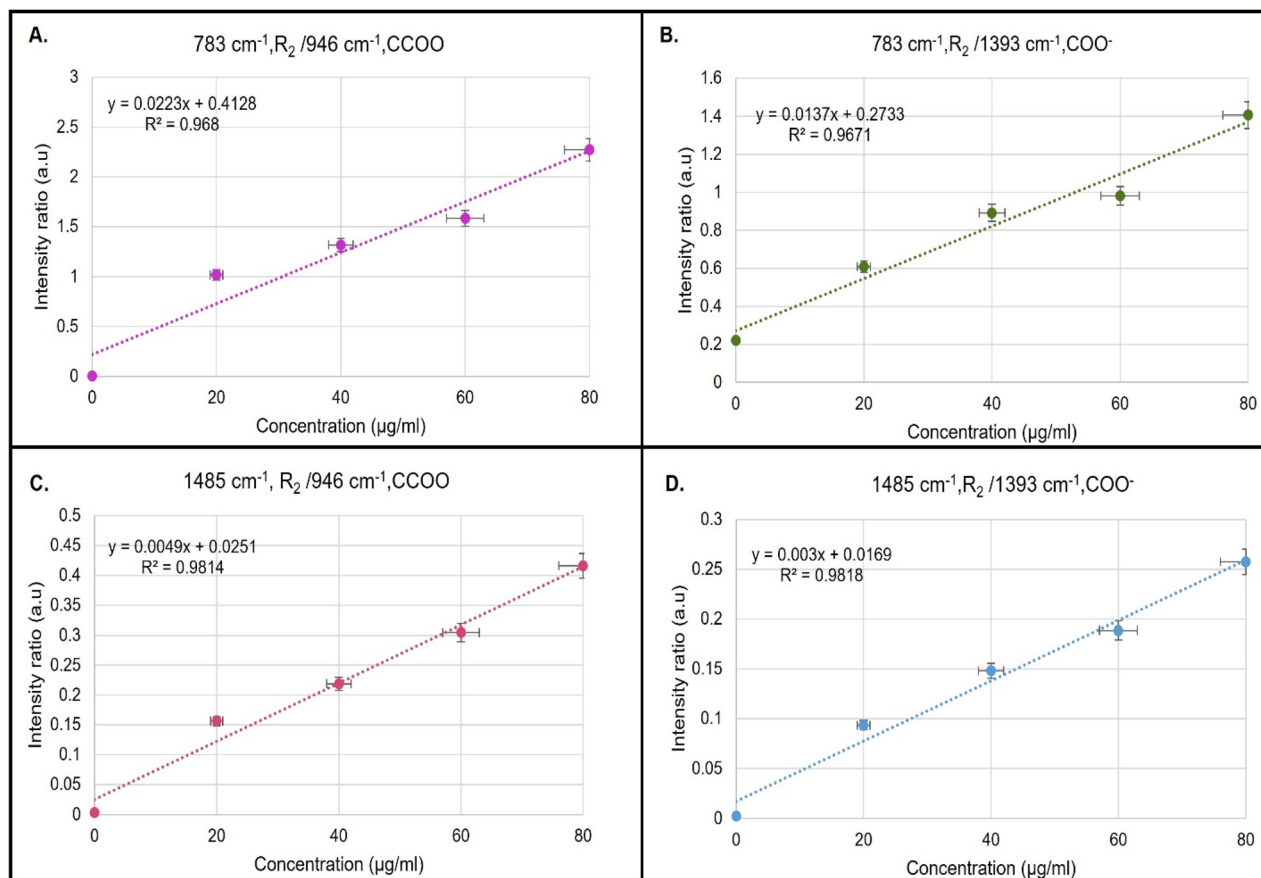 A.
783 cm⁻¹,R₂ /946 cm⁻¹,CCOO
y = 0.0223x + 0.4128
R² = 0.968
Intensity ratio (a.u)
3
2.5
2
1.5
1
0.5
0
0 20 40 60 80
Concentration (µg/ml)
B.
783 cm⁻¹,R₂ /1393 cm⁻¹,COO⁻
y = 0.0137x + 0.2733
R² = 0.9671
Intensity ratio (a.u)
1.6
1.4
1.2
1
0.8
0.6
0.4
0.2
0
0 20 40 60 80
Concentration (µg/ml)
C.
1485 cm⁻¹, R₂ /946 cm⁻¹,CCOO
y = 0.0049x + 0.0251
R² = 0.9814
Intensity ratio (a.u)
0.5
0.45
0.4
0.35
0.3
0.25
0.2
0.15
0.1
0.05
0
0 20 40 60 80
Concentration (µg/ml)
D.
1485 cm⁻¹,R₂ /1393 cm⁻¹,COO⁻
y = 0.003x + 0.0169
R² = 0.9818
Intensity ratio (a.u)
0.3
0.25
0.2
0.15
0.1
0.05
0
0 20 40 60 80
Concentration (µg/ml)